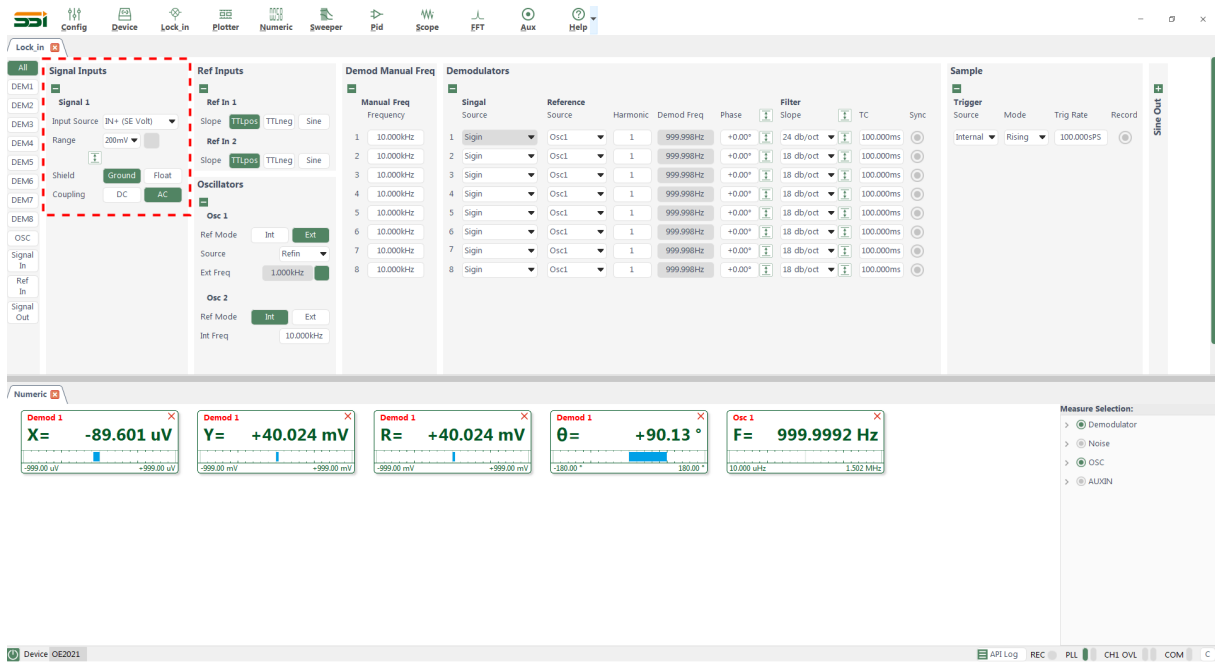 SSI
Config Device Lock_in Plotter Numeric Sweeper Pid Scope FFT Aux Help
Lock_in
All
DEM1
DEM2
DEM3
DEM4
DEM5
DEM6
DEM7
DEM8
OSC
Signal
In
Ref
In
Signal
Out
Signal Inputs
Signal 1
Input Source IN+ (SE Volt)
Range 200mV
Shield Ground Float
Coupling DC AC
Ref Inputs
Ref In 1
Slope TTLpos TTLneg Sine
Ref In 2
Slope TTLpos TTLneg Sine
Oscillators
Osc 1
Ref Mode Int Ext
Source Refin
Ext Freq 1.000kHz
Osc 2
Ref Mode Int Ext
Int Freq 10.000kHz
Demod Manual Freq
Manual Freq
Frequency
1 10.000kHz
2 10.000kHz
3 10.000kHz
4 10.000kHz
5 10.000kHz
6 10.000kHz
7 10.000kHz
8 10.000kHz
Demodulators
Singal Reference Filter
Source Source Harmonic Demod Freq Phase Slope TC Sync
1 Sigin Osc1 1 999.998Hz +0.00° 24 db/oct 100.000ms
2 Sigin Osc1 1 999.998Hz +0.00° 18 db/oct 100.000ms
3 Sigin Osc1 1 999.998Hz +0.00° 18 db/oct 100.000ms
4 Sigin Osc1 1 999.998Hz +0.00° 18 db/oct 100.000ms
5 Sigin Osc1 1 999.998Hz +0.00° 18 db/oct 100.000ms
6 Sigin Osc1 1 999.998Hz +0.00° 18 db/oct 100.000ms
7 Sigin Osc1 1 999.998Hz +0.00° 18 db/oct 100.000ms
8 Sigin Osc1 1 999.998Hz +0.00° 18 db/oct 100.000ms
Sample
Trigger
Source Mode Trig Rate Record
Internal Rising 100.000sPS
Sine Out
Numeric
Demod 1
X= -89.601 uV
-999.00 uV +999.00 uV
Demod 1
Y= +40.024 mV
-999.00 mV +999.00 mV
Demod 1
R= +40.024 mV
-999.00 mV +999.00 mV
Demod 1
θ= +90.13 °
-180.00 ° 180.00 °
Osc 1
F= 999.9992 Hz
10.000 uHz 1.502 MHz
Measure Selection:
Demodulator
Noise
OSC
AUXIN
Device OE2021
API Log REC PLL CH1 OVL COM C